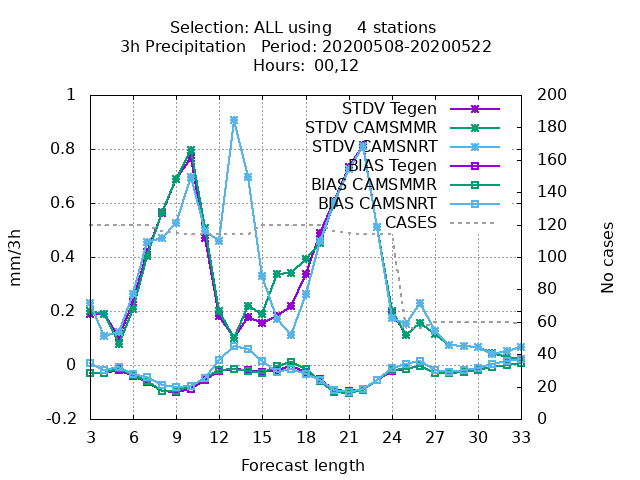 Selection: ALL using 4 stations
3h Precipitation Period: 20200508-20200522
Hours: 00,12
1
0.8
0.6
0.4
0.2
0
-0.2
mm/3h
STDV Tegen
STDV CAMSMMR
STDV CAMSNRT
BIAS Tegen
BIAS CAMSMMR
BIAS CAMSNRT
CASES
200
180
160
140
120
100
80
60
40
20
0
No cases
3 6 9 12 15 18 21 24 27 30 33
Forecast length